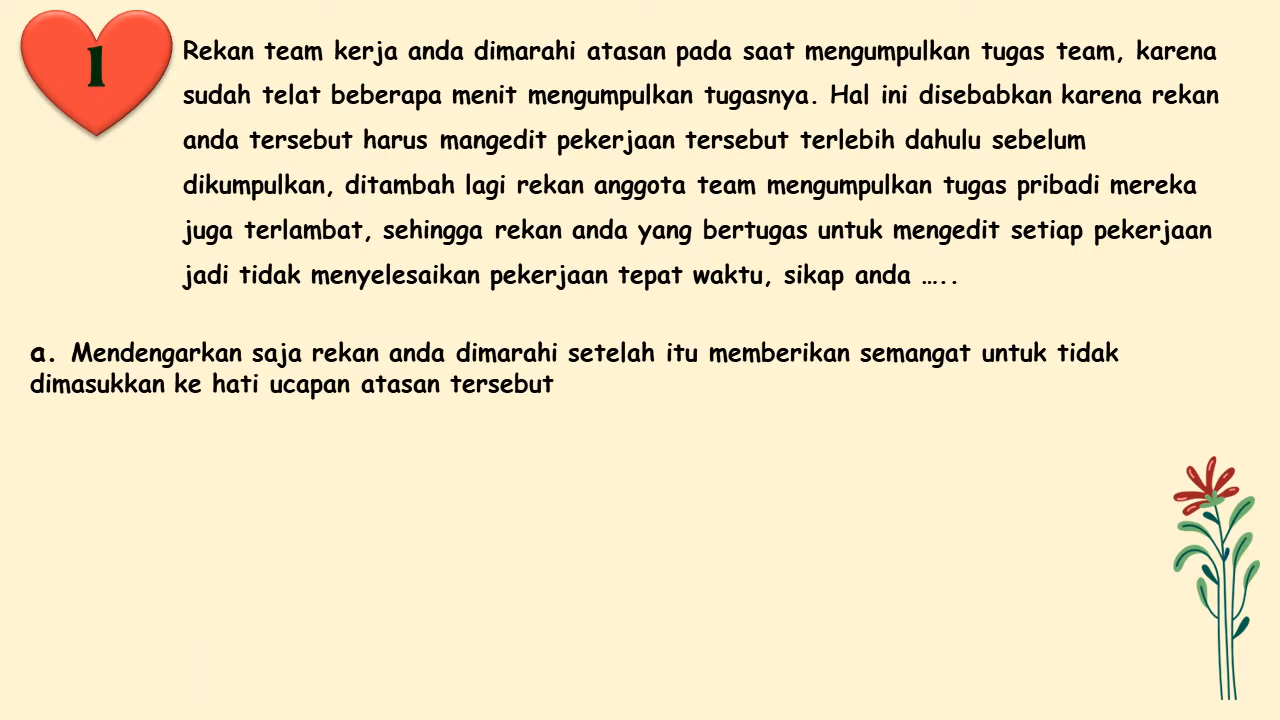 1
Rekan team kerja anda dimarahi atasan pada saat mengumpulkan tugas team, karena
sudah telat beberapa menit mengumpulkan tugasnya. Hal ini disebabkan karena rekan
anda tersebut harus mangedit pekerjaan tersebut terlebih dahulu sebelum
dikumpulkan, ditambah lagi rekan anggota team mengumpulkan tugas pribadi mereka
juga terlambat, sehingga rekan anda yang bertugas untuk mengedit setiap pekerjaan
jadi tidak menyelesaikan pekerjaan tepat waktu, sikap anda …..
a. Mendengarkan saja rekan anda dimarahi setelah itu memberikan semangat untuk tidak
dimasukkan ke hati ucapan atasan tersebut